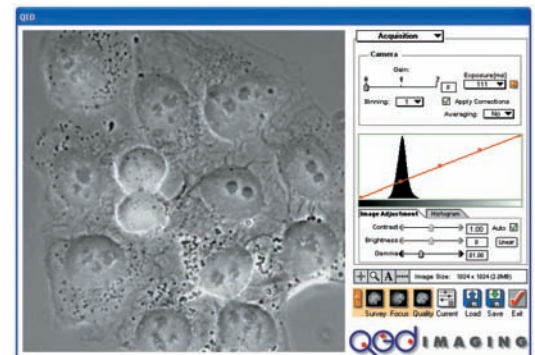 QED
Acquisition
Camera
Gain:
0 1 2
0
Exposure(ms)
111
Binning: 1
Apply Corrections
Averaging: No
Image Adjustment Histogram
Contrast 1.00 Auto
Brightness 0 Linear
Gamma 01.00
A Image Size: 1024 x 1024 (2.0MB)
Survey Focus Quality Current Load Save Exit
QED IMAGING